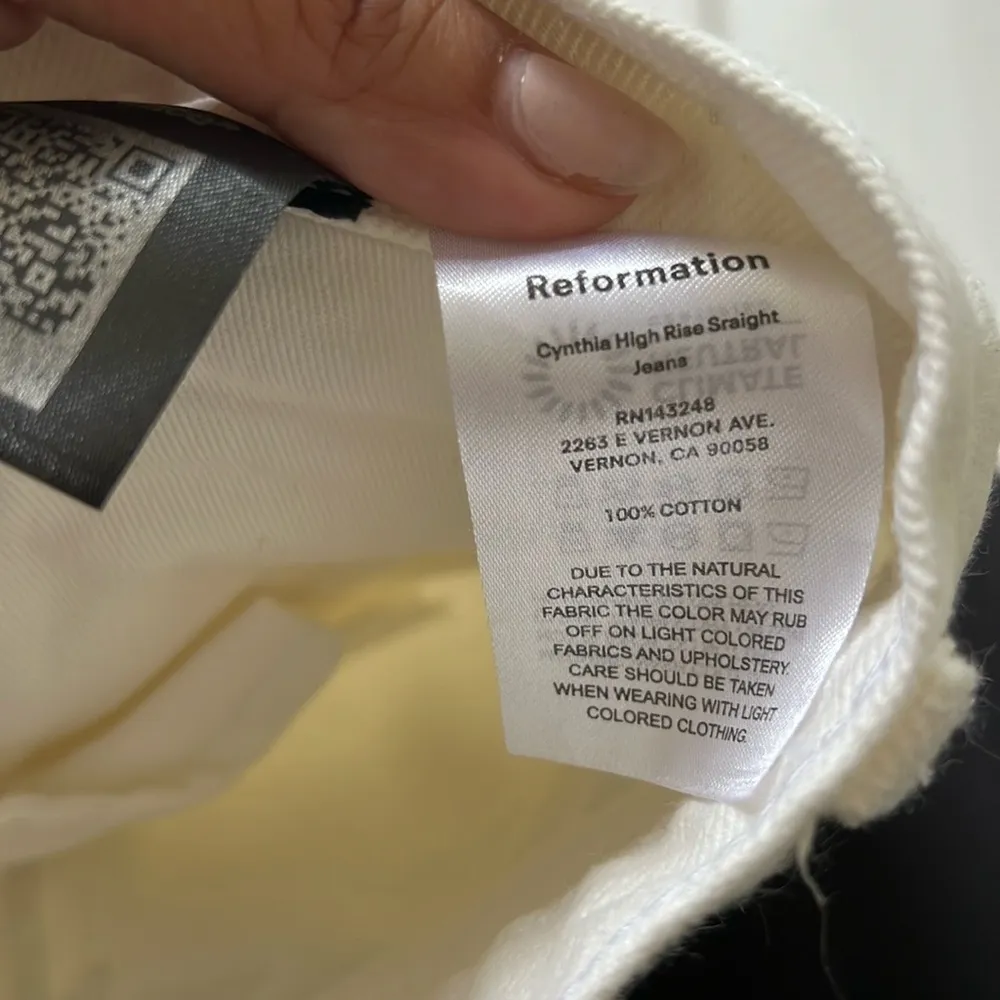 Reformation
Cynthia High Rise Sraight
Jeans
RN143248
2263 E VERNON AVE.
VERNON, CA 90058
100% COTTON
DUE TO THE NATURAL
CHARACTERISTICS OF THIS
FABRIC THE COLOR MAY RUB
OFF ON LIGHT COLORED
FABRICS AND UPHOLSTERY.
CARE SHOULD BE TAKEN
WHEN WEARING WITH LIGHT
COLORED CLOTHING.
CLIMATE
NEUTRAL